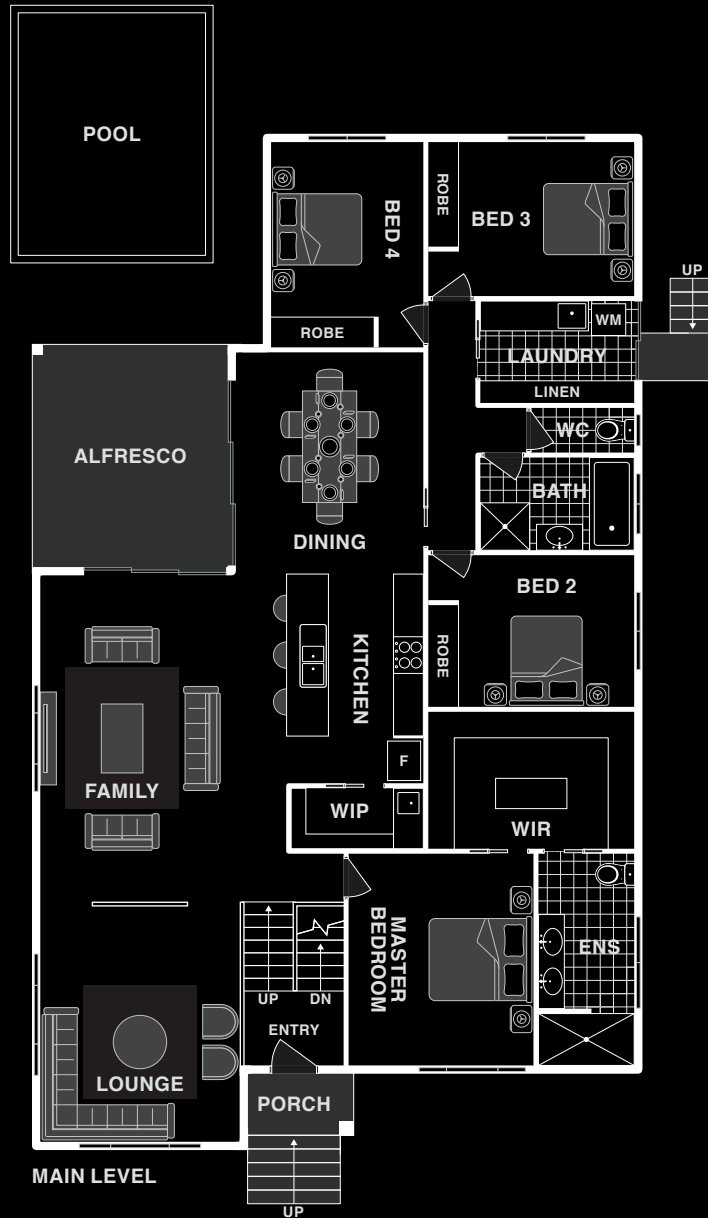 POOL
BED 4
ROBE
BED 3
ROBE
UP
WM
LAUNDRY
LINEN
WC
BATH
ALFRESCO
DINING
BED 2
ROBE
KITCHEN
F
FAMILY
WIP
WIR
MASTER
BEDROOM
ENS
UP
DN
ENTRY
LOUNGE
PORCH
UP
MAIN LEVEL